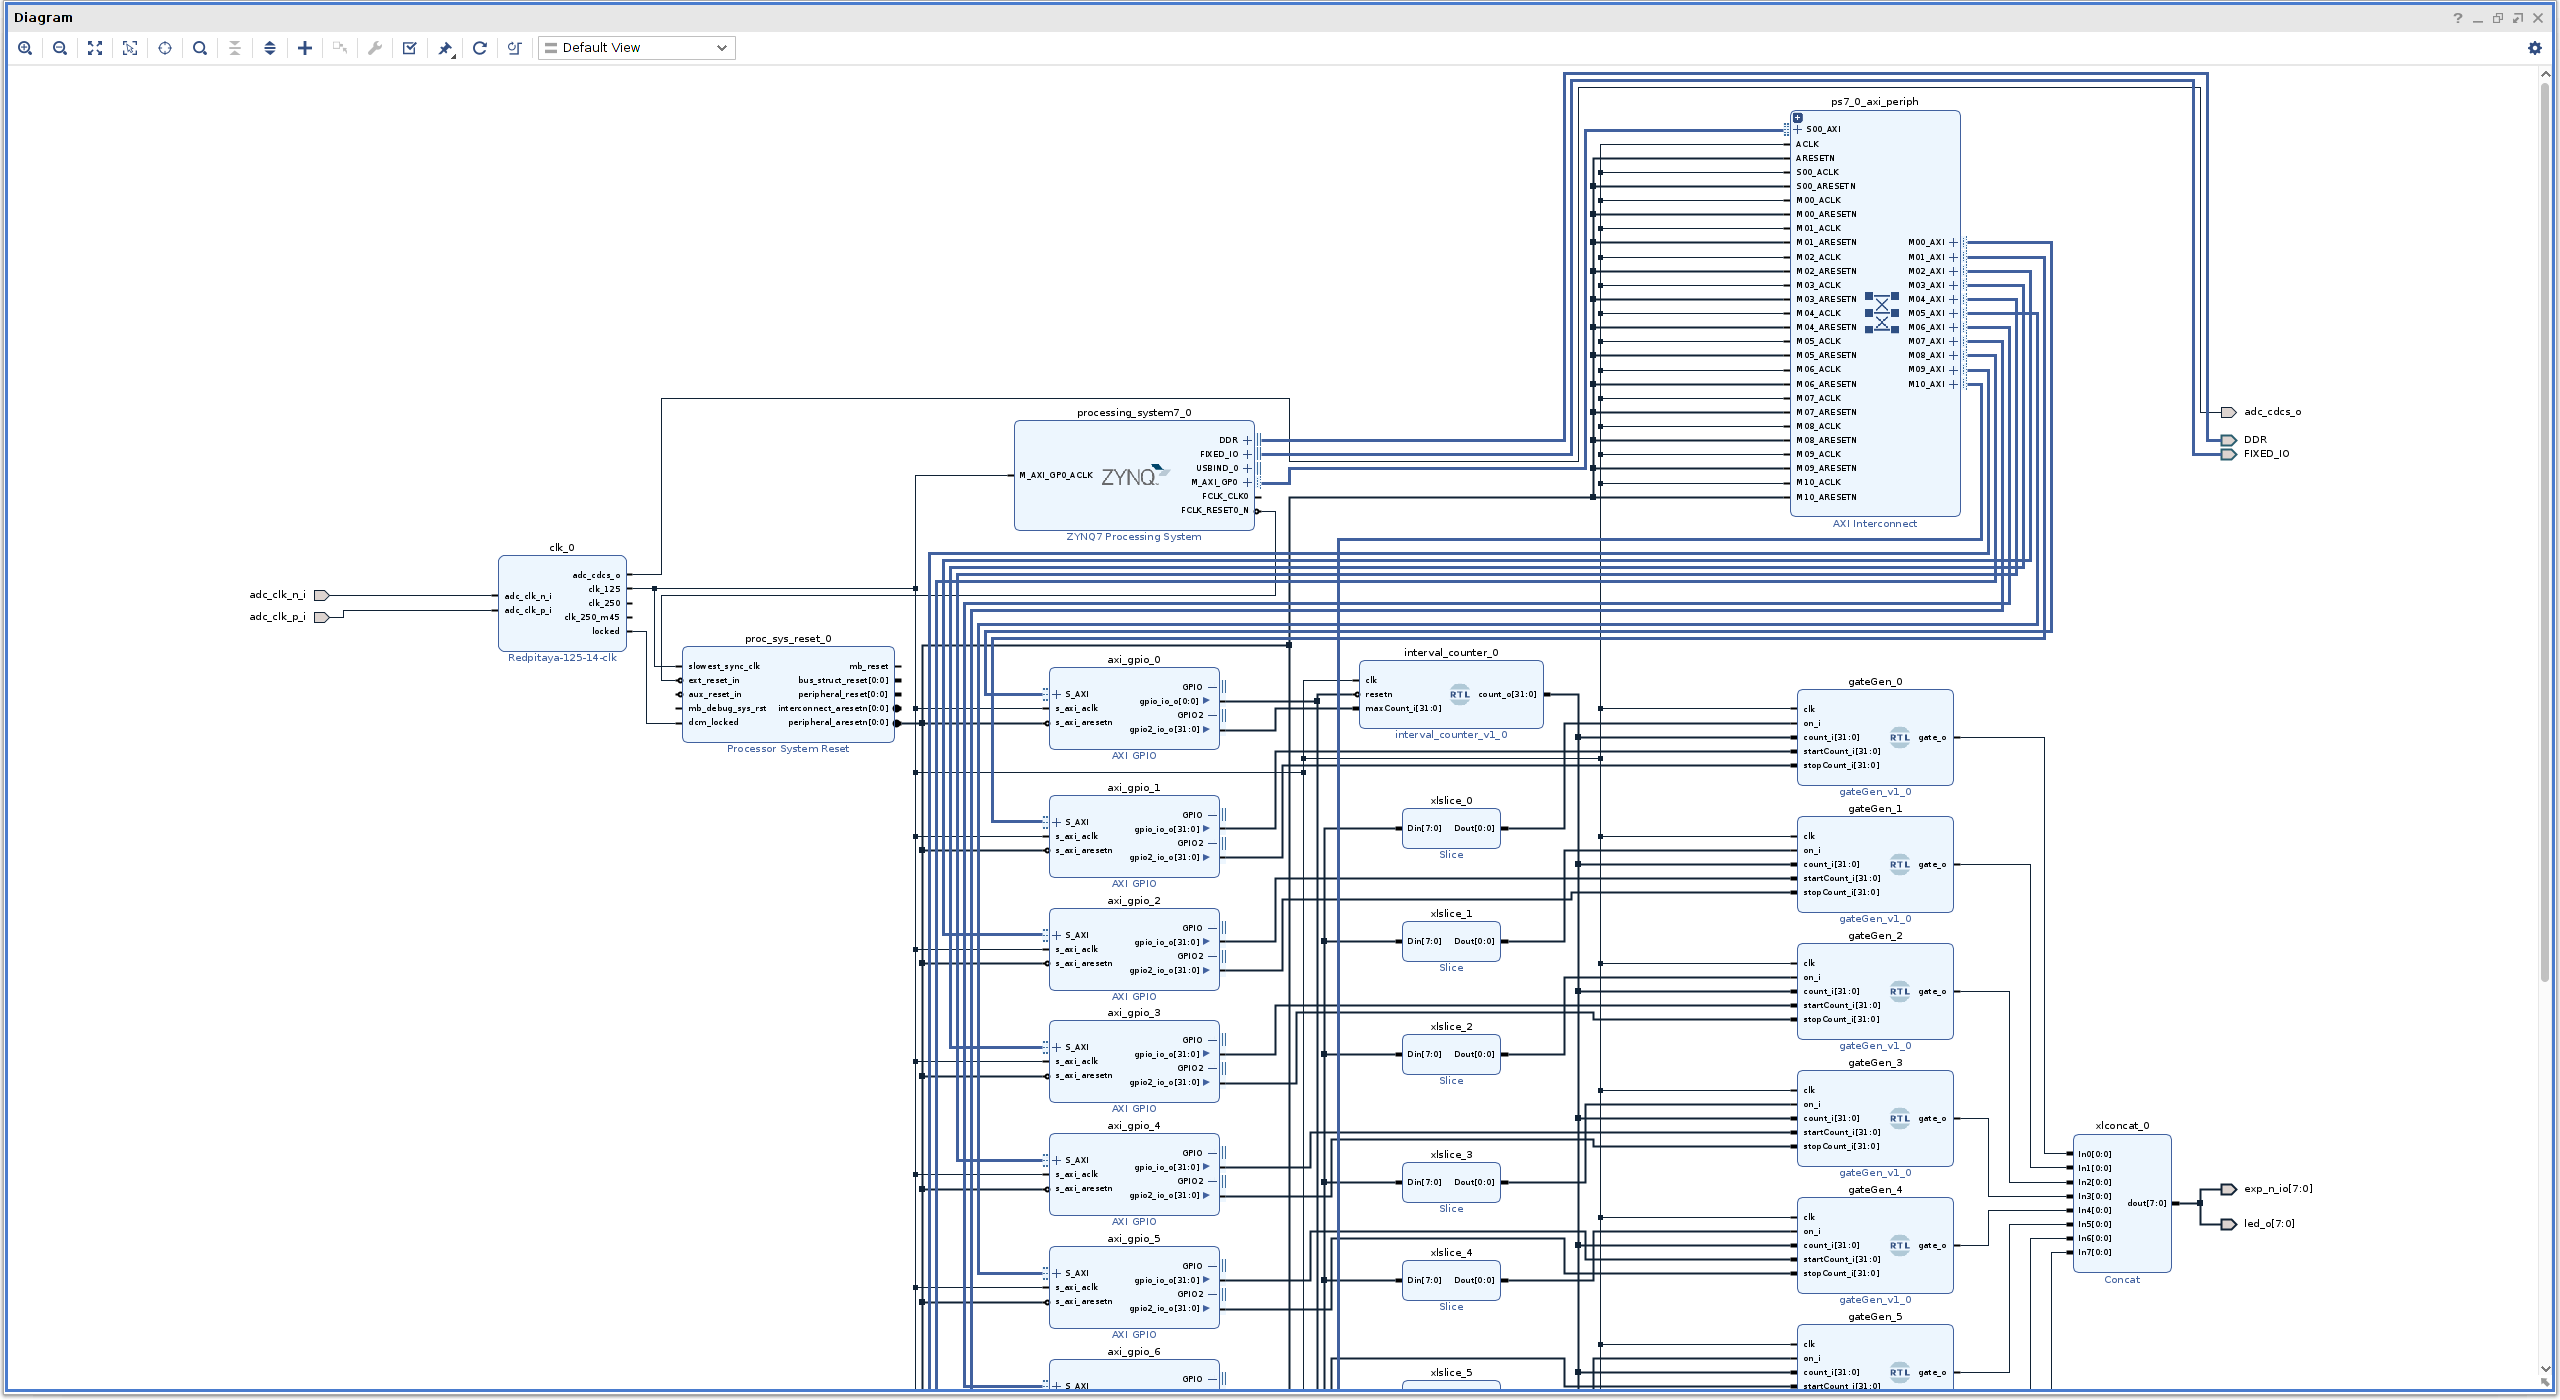 Diagram
?
Default View
ps7_0_axi_periph
S00_AXI
ACLK
ARESETN
S00_ACLK
S00_ARESETN
M00_ACLK
M00_ARESETN
M01_ACLK
M01_ARESETN
M02_ACLK
M02_ARESETN
M03_ACLK
M03_ARESETN
M04_ACLK
M04_ARESETN
M05_ACLK
M05_ARESETN
M06_ACLK
M06_ARESETN
M07_ACLK
M07_ARESETN
M08_ACLK
M08_ARESETN
M09_ACLK
M09_ARESETN
M10_ACLK
M10_ARESETN
M00_AXI
M01_AXI
M02_AXI
M03_AXI
M04_AXI
M05_AXI
M06_AXI
M07_AXI
M08_AXI
M09_AXI
M10_AXI
AXI Interconnect
adc_cdcs_o
DDR
FIXED_IO
processing_system7_0
M_AXI_GP0_ACLK
ZYNQ
DDR
FIXED_IO
USBIND_0
M_AXI_GP0
FCLK_CLK0
FCLK_RESET0_N
ZYNQ7 Processing System
adc_clk_n_i
adc_clk_p_i
clk_0
adc_clk_n_i
adc_clk_p_i
adc_cdcs_o
clk_125
clk_250
clk_250_m45
locked
Redpitaya-125-14-clk
proc_sys_reset_0
slowest_sync_clk
ext_reset_in
aux_reset_in
mb_debug_sys_rst
dcm_locked
mb_reset
bus_struct_reset[0:0]
peripheral_reset[0:0]
interconnect_aresetn[0:0]
peripheral_aresetn[0:0]
Processor System Reset
axi_gpio_0
S_AXI
s_axi_aclk
s_axi_aresetn
GPIO
gpio_io_o[0:0]
GPIO2
gpio2_io_o[31:0]
AXI GPIO
axi_gpio_1
S_AXI
s_axi_aclk
s_axi_aresetn
GPIO
gpio_io_o[31:0]
GPIO2
gpio2_io_o[31:0]
AXI GPIO
axi_gpio_2
S_AXI
s_axi_aclk
s_axi_aresetn
GPIO
gpio_io_o[31:0]
GPIO2
gpio2_io_o[31:0]
AXI GPIO
axi_gpio_3
S_AXI
s_axi_aclk
s_axi_aresetn
GPIO
gpio_io_o[31:0]
GPIO2
gpio2_io_o[31:0]
AXI GPIO
axi_gpio_4
S_AXI
s_axi_aclk
s_axi_aresetn
GPIO
gpio_io_o[31:0]
GPIO2
gpio2_io_o[31:0]
AXI GPIO
axi_gpio_5
S_AXI
s_axi_aclk
s_axi_aresetn
GPIO
gpio_io_o[31:0]
GPIO2
gpio2_io_o[31:0]
AXI GPIO
axi_gpio_6
S_AXI
GPIO
interval_counter_0
clk
resetn
maxCount_i[31:0]
RTL
count_o[31:0]
interval_counter_v1_0
xlslice_0
Din[7:0] Dout[0:0]
Slice
xlslice_1
Din[7:0] Dout[0:0]
Slice
xlslice_2
Din[7:0] Dout[0:0]
Slice
xlslice_3
Din[7:0] Dout[0:0]
Slice
xlslice_4
Din[7:0] Dout[0:0]
Slice
xlslice_5
gateGen_0
clk
on_i
count_i[31:0]
startCount_i[31:0]
stopCount_i[31:0]
RTL
gate_o
gateGen_v1_0
gateGen_1
clk
on_i
count_i[31:0]
startCount_i[31:0]
stopCount_i[31:0]
RTL
gate_o
gateGen_v1_0
gateGen_2
clk
on_i
count_i[31:0]
startCount_i[31:0]
stopCount_i[31:0]
RTL
gate_o
gateGen_v1_0
gateGen_3
clk
on_i
count_i[31:0]
startCount_i[31:0]
stopCount_i[31:0]
RTL
gate_o
gateGen_v1_0
gateGen_4
clk
on_i
count_i[31:0]
startCount_i[31:0]
stopCount_i[31:0]
RTL
gate_o
gateGen_v1_0
gateGen_5
clk
on_i
count_i[31:0]
startCount_i[31:0]
RTL
gate_o
xlconcat_0
In0[0:0]
In1[0:0]
In2[0:0]
In3[0:0]
In4[0:0]
In5[0:0]
In6[0:0]
In7[0:0]
dout[7:0]
Concat
exp_n_io[7:0]
led_o[7:0]